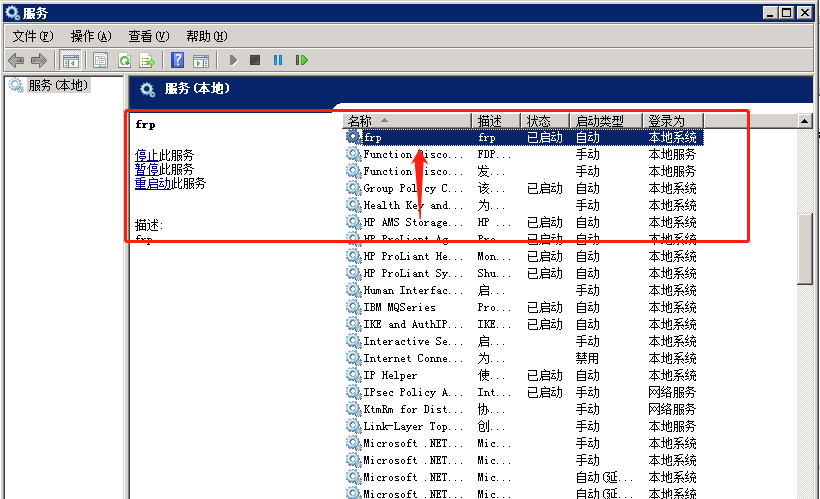 服务
文件(F) 操作(A) 查看(V) 帮助(H)
服务(本地)
服务(本地)
frp
停止此服务
暂停此服务
重启动此服务
描述:
frp
名称 描述 状态 启动类型 登录为
frp frp 已启动 自动 本地系统
Function Disco... FDP... 手动 本地服务
Function Disco... 发... 手动 本地服务
Group Policy C... 该... 已启动 自动 本地系统
Health Key and... 为... 手动 本地系统
HP AMS Storage... HP ... 已启动 自动 本地系统
HP ProLiant Ag... Pro... 已启动 自动 本地系统
HP ProLiant He... Mon... 已启动 自动 本地系统
HP ProLiant Sy... Shu... 已启动 自动 本地系统
Human Interfac... 启... 手动 本地系统
IBM MQSeries Pro... 已启动 自动 本地系统
IKE and AuthIP... IKE... 已启动 自动 本地系统
Interactive Se... 启... 手动 本地系统
Internet Conne... 为... 禁用 本地系统
IP Helper 使... 已启动 自动 本地系统
IPsec Policy A... Int... 已启动 手动 网络服务
KtmRm for Dist... 协... 手动 网络服务
Link-Layer Top... 创... 手动 本地服务
Microsoft .NET... Mic... 手动 本地系统
Microsoft .NET... Mic... 手动 本地系统
Microsoft .NET... Mic... 自动(延... 本地系统
Microsoft .NET... Mic... 自动(延... 本地系统